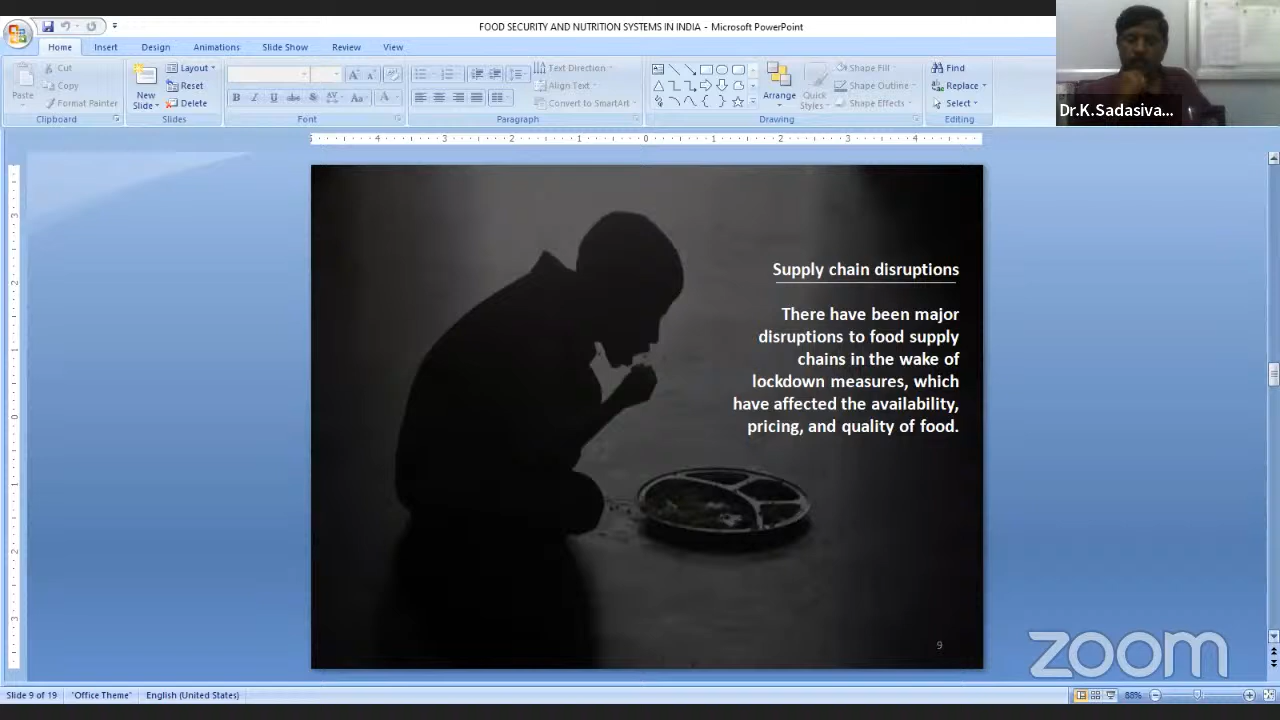 FOOD SECURITY AND NUTRITION SYSTEMS IN INDIA - Microsoft PowerPoint
Home Insert Design Animations Slide Show Review View
Cut
Copy
Format Painter
Paste
Clipboard
New Slide
Layout
Reset
Delete
Slides
Font
Text Direction
Align Text
Convert to SmartArt
Paragraph
Arrange
Quick Styles
Shape Fill
Shape Outline
Shape Effects
Drawing
Find
Replace
Select
Editing
Dr.K.Sadasiva...
Supply chain disruptions
There have been major
disruptions to food supply
chains in the wake of
lockdown measures, which
have affected the availability,
pricing, and quality of food.
9
zoom
Slide 9 of 19 "Office Theme" English (United States) 88%